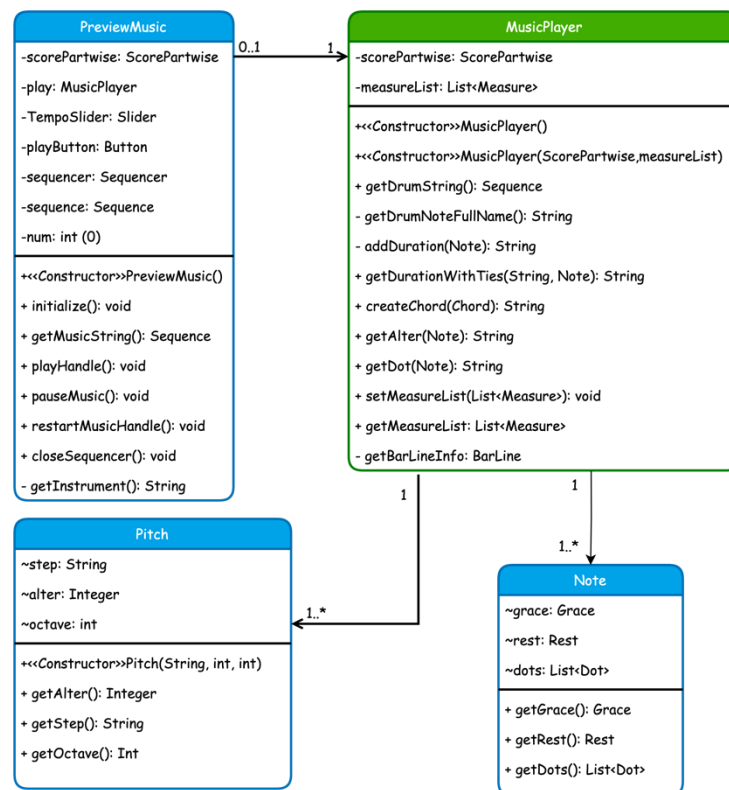 PreviewMusic
-scorePartwise: ScorePartwise
-play: MusicPlayer
-TempoSlider: Slider
-playButton: Button
-sequencer: Sequencer
-sequence: Sequence
-num: int (0)
+<<Constructor>>PreviewMusic()
+ initialize(): void
+ getMusicString(): Sequence
+ playHandle(): void
+ pauseMusic(): void
+ restartMusicHandle(): void
+ closeSequencer(): void
- getInstrument(): String
0..1
1
MusicPlayer
-scorePartwise: ScorePartwise
-measureList: List<Measure>
+<<Constructor>>MusicPlayer()
+<<Constructor>>MusicPlayer(ScorePartwise,measureList)
+ getDrumString(): Sequence
- getDrumNoteFullName(): String
- addDuration(Note): String
+ getDurationWithTies(String, Note): String
+ createChord(Chord): String
+ getAlter(Note): String
+ getDot(Note): String
+ setMeasureList(List<Measure>): void
+ getMeasureList: List<Measure>
- getBarLineInfo: BarLine
1
1..*
1
1..*
Pitch
~step: String
~alter: Integer
~octave: int
+<<Constructor>>Pitch(String, int, int)
+ getAlter(): Integer
+ getStep(): String
+ getOctave(): Int
Note
~grace: Grace
~rest: Rest
~dots: List<Dot>
+ getGrace(): Grace
+ getRest(): Rest
+ getDots(): List<Dot>